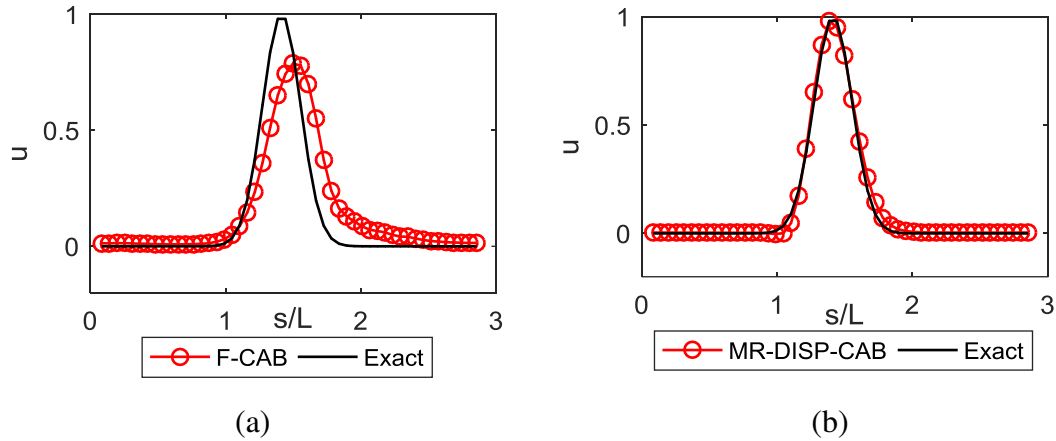 1
0.5
0
u
0 1 2 3
s/L
F-CAB Exact
(a)
1
0.5
0
u
0 1 2 3
s/L
MR-DISP-CAB Exact
(b)